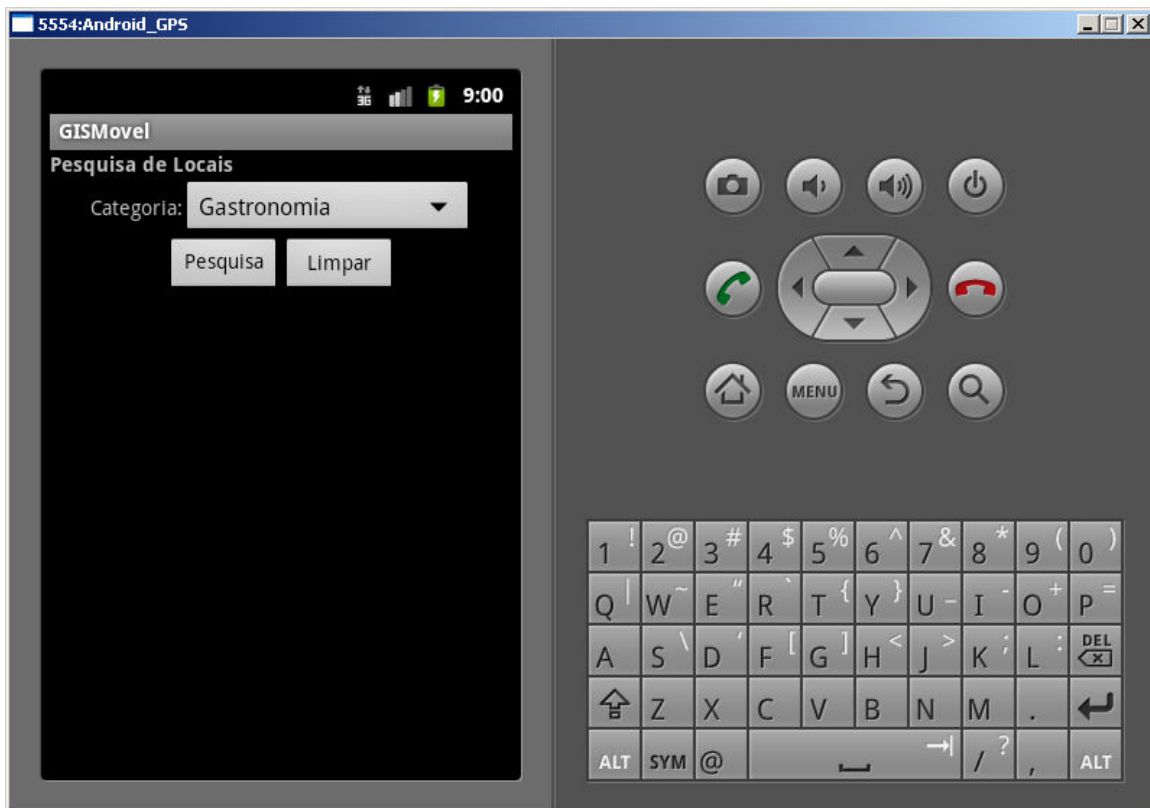 5554:Android_GPS
3G 9:00
GISMovel
Pesquisa de Locais
Categoria: Gastronomia
Pesquisa Limpar
MENU
1 ! 2 @ 3 # 4 $ 5 % 6 ^ 7 & 8 * 9 ( 0 )
Q | W ~ E " R ` T { Y } U _ I - O + P =
A S \ D ' F [ G ] H < J > K ; L : DEL
Z X C V B N M .
ALT SYM @ / ? , ALT